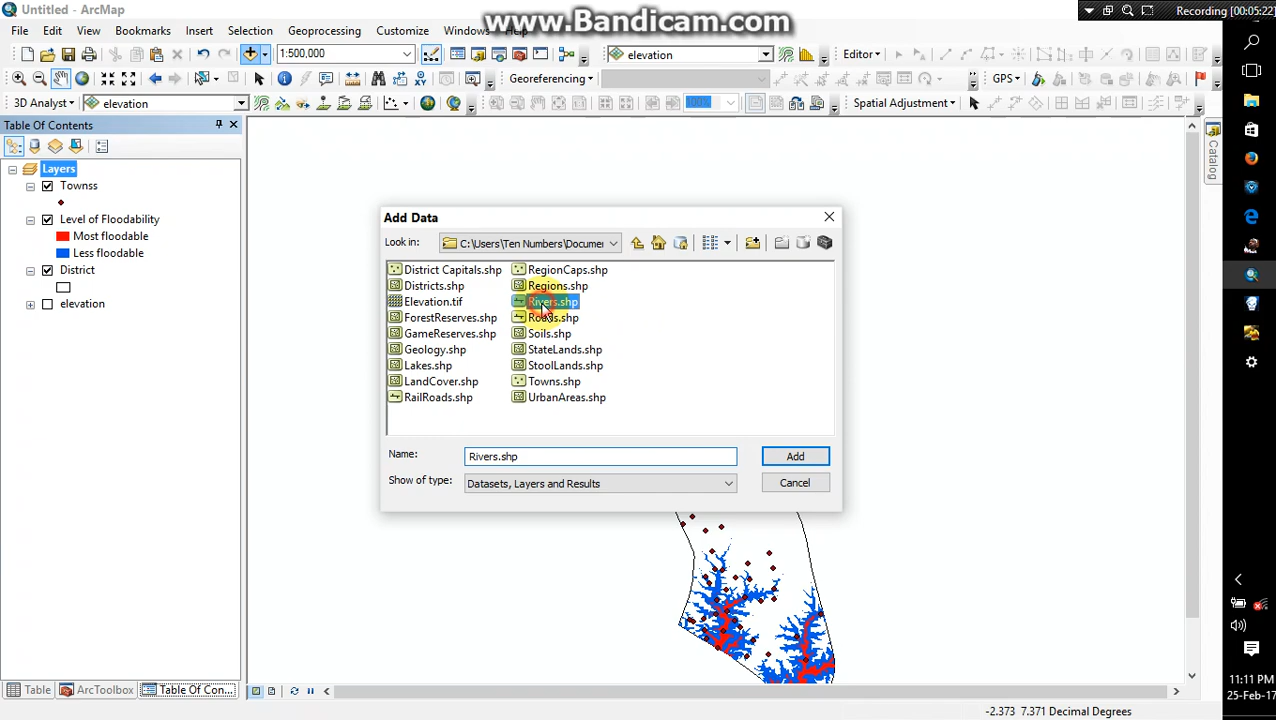 Untitled - ArcMap
www.Bandicam.com
Recording [00:05:22]
File Edit View Bookmarks Insert Selection Geoprocessing Customize Windows Help
1:500,000
elevation
Editor
Georeferencing
GPS
3D Analyst
elevation
100%
Spatial Adjustment
Table Of Contents
Layers
Townss
Level of Floodability
Most floodable
Less floodable
District
elevation
Catalog
Add Data
Look in:
C:\Users\Ten Numbers\Documer
District Capitals.shp
Districts.shp
Elevation.tif
ForestReserves.shp
GameReserves.shp
Geology.shp
Lakes.shp
LandCover.shp
RailRoads.shp
RegionCaps.shp
Regions.shp
Rivers.shp
Roads.shp
Soils.shp
StateLands.shp
StoolLands.shp
Towns.shp
UrbanAreas.shp
Name:
Rivers.shp
Add
Show of type:
Datasets, Layers and Results
Cancel
Table
ArcToolbox
Table Of Con...
-2.373 7.371 Decimal Degrees
11:11 PM
25-Feb-17